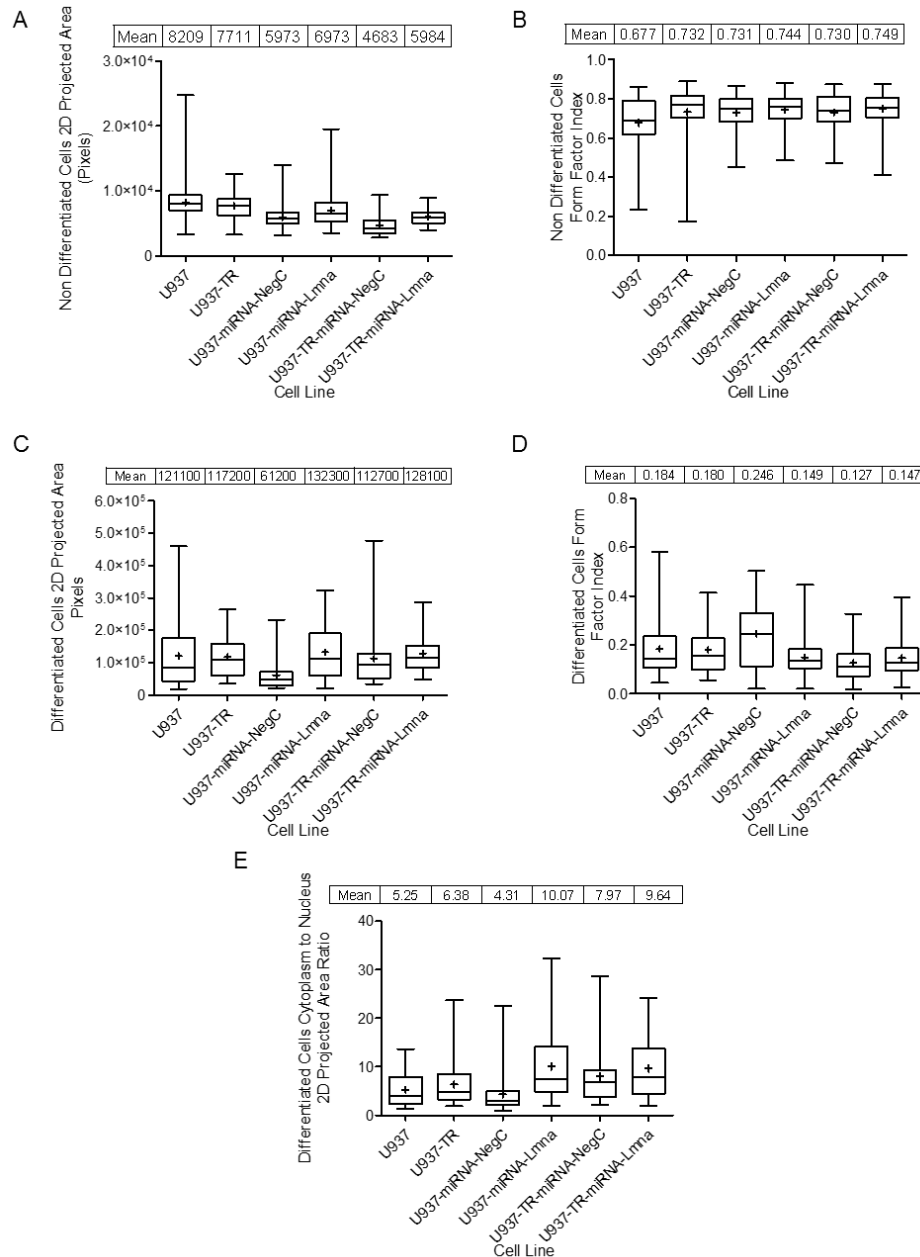 A
Mean 8209 7711 5973 6973 4683 5984
Non Differentiated Cells 2D Projected Area
(Pixels)
3.0×10⁴
2.0×10⁴
1.0×10⁴
0
U937
U937-TR
U937-miRNA-NegC
U937-miRNA-Lmna
U937-TR-miRNA-NegC
U937-TR-miRNA-Lmna
Cell Line
B
Mean 0.677 0.732 0.731 0.744 0.730 0.749
Non Differentiated Cells
Form Factor Index
1.0
0.8
0.6
0.4
0.2
0.0
U937
U937-TR
U937-miRNA-NegC
U937-miRNA-Lmna
U937-TR-miRNA-NegC
U937-TR-miRNA-Lmna
Cell Line
C
Mean 121100 117200 61200 132300 112700 128100
Differentiated Cells 2D Projected Area
Pixels
6.0×10⁵
5.0×10⁵
4.0×10⁵
3.0×10⁵
2.0×10⁵
1.0×10⁵
0
U937
U937-TR
U937-miRNA-NegC
U937-miRNA-Lmna
U937-TR-miRNA-NegC
U937-TR-miRNA-Lmna
Cell Line
D
Mean 0.184 0.180 0.246 0.149 0.127 0.147
Differentiated Cells Form
Factor Index
0.8
0.6
0.4
0.2
0.0
U937
U937-TR
U937-miRNA-NegC
U937-miRNA-Lmna
U937-TR-miRNA-NegC
U937-TR-miRNA-Lmna
Cell Line
E
Mean 5.25 6.38 4.31 10.07 7.97 9.64
Differentiated Cells Cytoplasm to Nucleus
2D Projected Area Ratio
40
30
20
10
0
U937
U937-TR
U937-miRNA-NegC
U937-miRNA-Lmna
U937-TR-miRNA-NegC
U937-TR-miRNA-Lmna
Cell Line